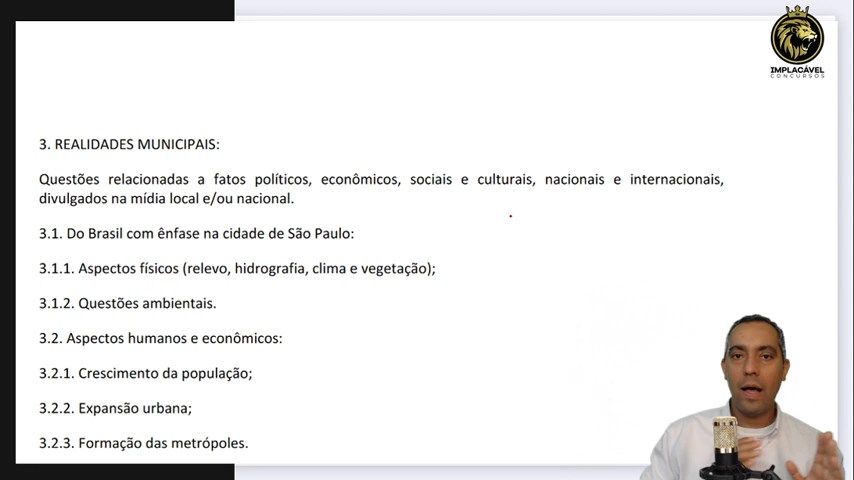 IMPLACÁVEL
CONCURSOS
3. REALIDADES MUNICIPAIS:
Questões relacionadas a fatos políticos, econômicos, sociais e culturais, nacionais e internacionais,
divulgados na mídia local e/ou nacional.
3.1. Do Brasil com ênfase na cidade de São Paulo:
3.1.1. Aspectos físicos (relevo, hidrografia, clima e vegetação);
3.1.2. Questões ambientais.
3.2. Aspectos humanos e econômicos:
3.2.1. Crescimento da população;
3.2.2. Expansão urbana;
3.2.3. Formação das metrópoles.